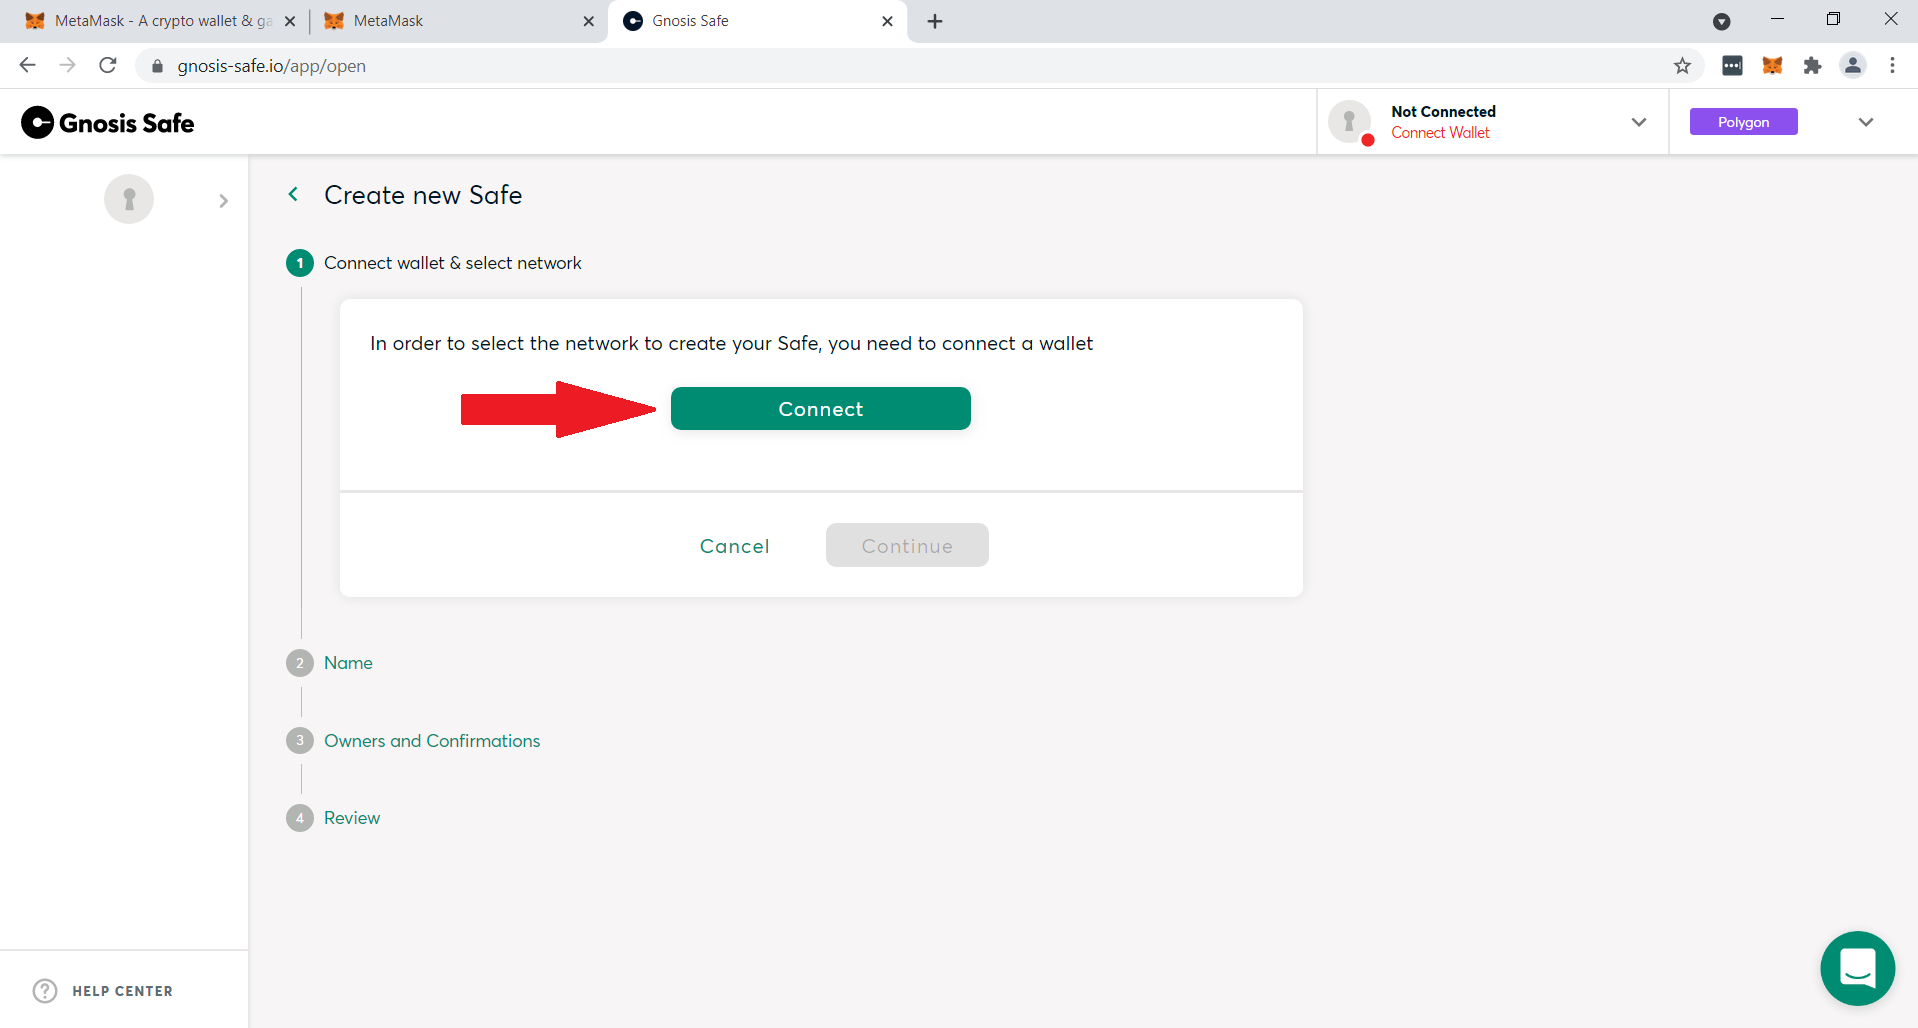 MetaMask - A crypto wallet & ga
MetaMask
Gnosis Safe
gnosis-safe.io/app/open
Gnosis Safe
Not Connected
Connect Wallet
Polygon
Create new Safe
1 Connect wallet & select network
In order to select the network to create your Safe, you need to connect a wallet
Connect
Cancel
Continue
2 Name
3 Owners and Confirmations
4 Review
? HELP CENTER